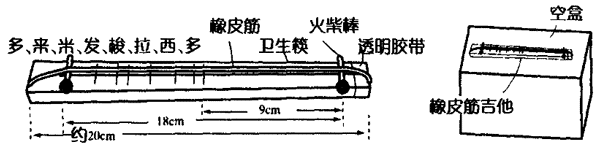 橡皮筋
火柴棒
多、来、米、发、梭、拉、西、多
卫生筷
透明胶带
9cm
18cm
约20cm
空盒
橡皮筋吉他